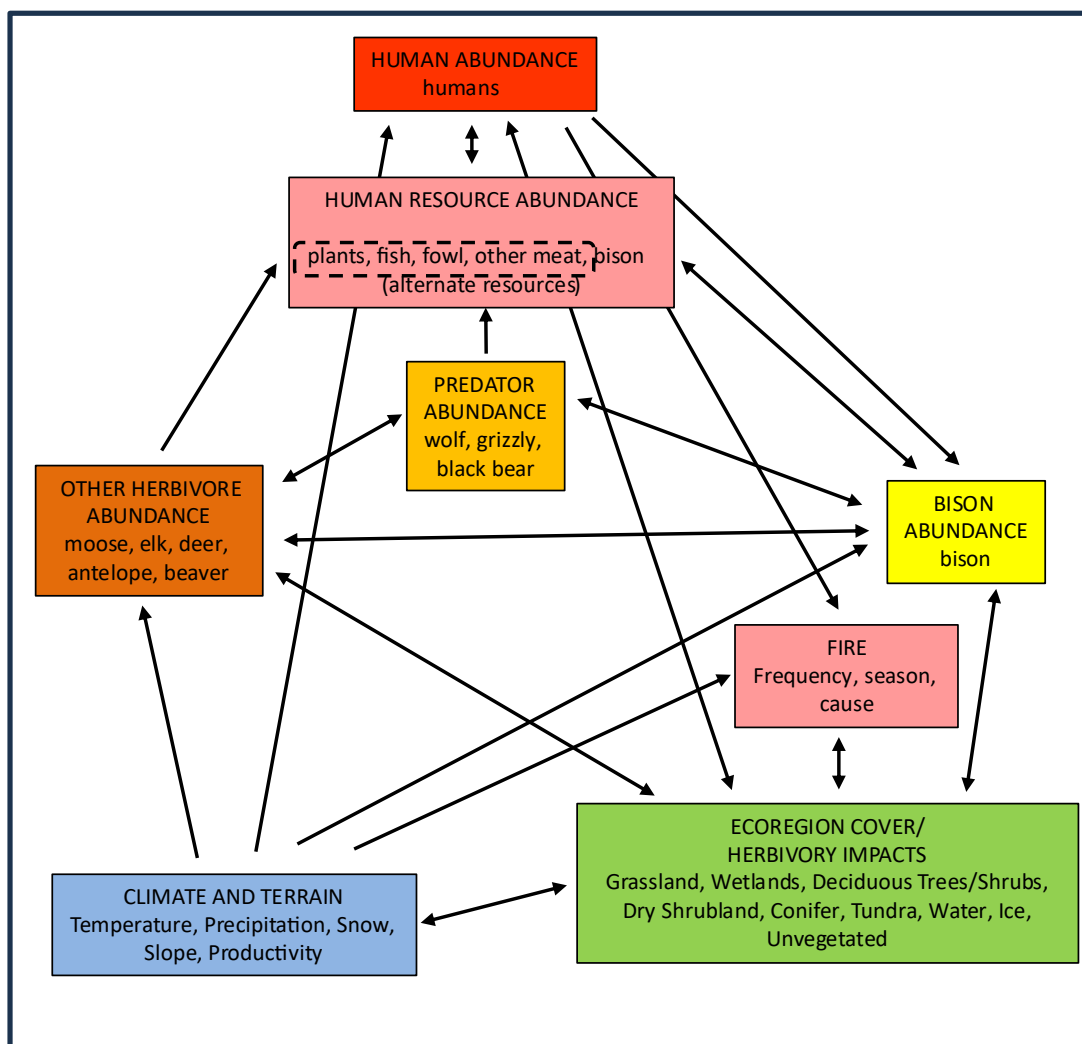 HUMAN ABUNDANCE
humans
HUMAN RESOURCE ABUNDANCE
plants, fish, fowl, other meat, bison
(alternate resources)
PREDATOR
ABUNDANCE
wolf, grizzly,
black bear
OTHER HERBIVORE
ABUNDANCE
moose, elk, deer,
antelope, beaver
BISON
ABUNDANCE
bison
FIRE
Frequency, season,
cause
ECOREGION COVER/
HERBIVORY IMPACTS
Grassland, Wetlands, Deciduous Trees/Shrubs,
Dry Shrubland, Conifer, Tundra, Water, Ice,
Unvegetated
CLIMATE AND TERRAIN
Temperature, Precipitation, Snow,
Slope, Productivity